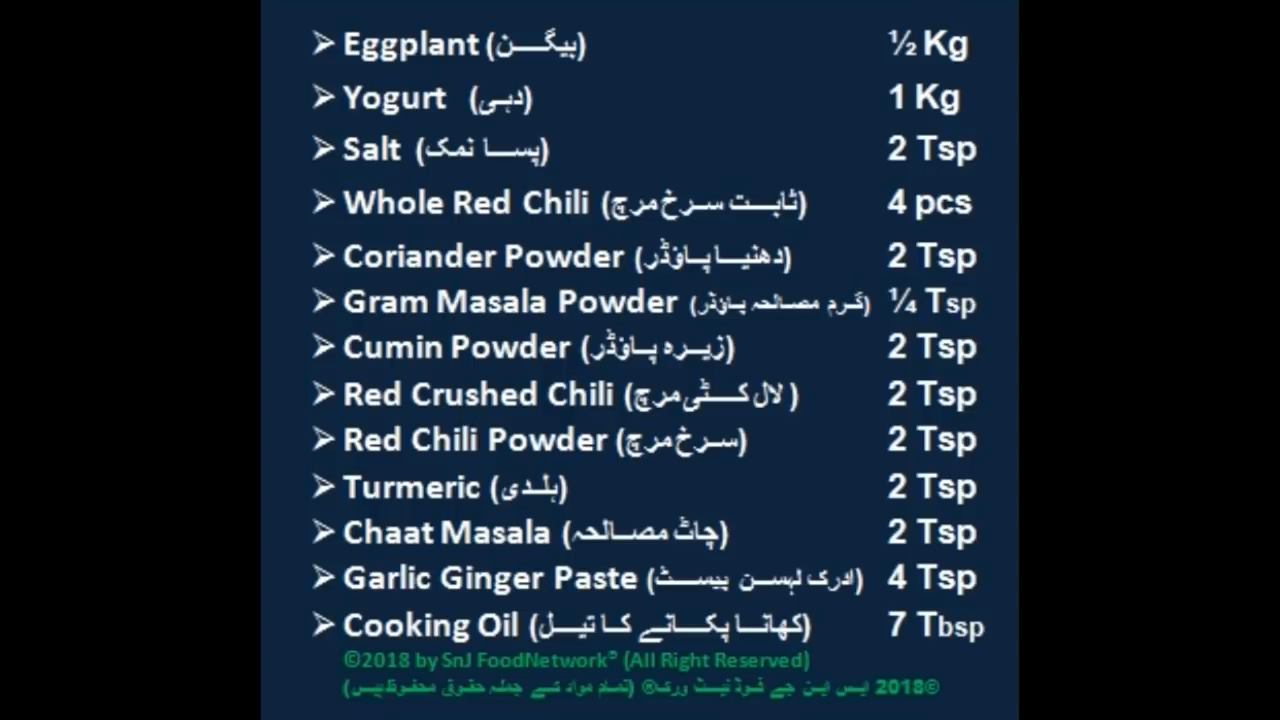 ➢ Eggplant (بیگن) ½ Kg
➢ Yogurt (دہی) 1 Kg
➢ Salt (پسا نمک) 2 Tsp
➢ Whole Red Chili (ثابت سرخ مرچ) 4 pcs
➢ Coriander Powder (دھنیا پاؤڈر) 2 Tsp
➢ Gram Masala Powder (گرم مصالحہ پاؤڈر) ¼ Tsp
➢ Cumin Powder (زیرہ پاؤڈر) 2 Tsp
➢ Red Crushed Chili (لال کٹی مرچ ) 2 Tsp
➢ Red Chili Powder (سرخ مرچ) 2 Tsp
➢ Turmeric (ہلدی) 2 Tsp
➢ Chaat Masala (چاٹ مصالحہ) 2 Tsp
➢ Garlic Ginger Paste (ادرک لہسن پیسٹ) 4 Tsp
➢ Cooking Oil (کھانا پکانے کا تیل) 7 Tbsp
©2018 by SnJ FoodNetwork® (All Right Reserved)
©2018 ایس این جے فوڈ نیٹ ورک® (تمام مواد کے جملہ حقوق محفوظ ہیں)